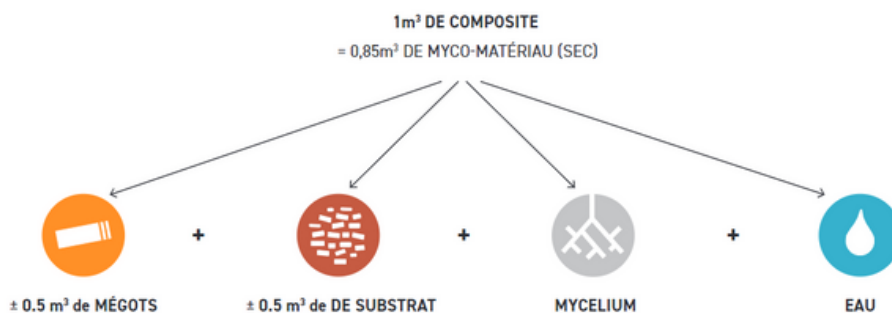 1m³ DE COMPOSITE
= 0,85m³ DE MYCO-MATÉRIAU (SEC)
+ + +
± 0.5 m³ de MÉGOTS ± 0.5 m³ de DE SUBSTRAT MYCELIUM EAU